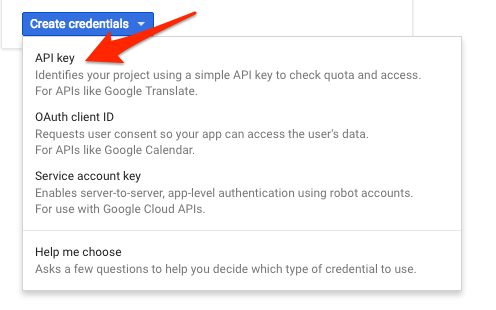 Create credentials
API key
Identifies your project using a simple API key to check quota and access.
For APIs like Google Translate.
OAuth client ID
Requests user consent so your app can access the user's data.
For APIs like Google Calendar.
Service account key
Enables server-to-server, app-level authentication using robot accounts.
For use with Google Cloud APIs.
Help me choose
Asks a few questions to help you decide which type of credential to use.